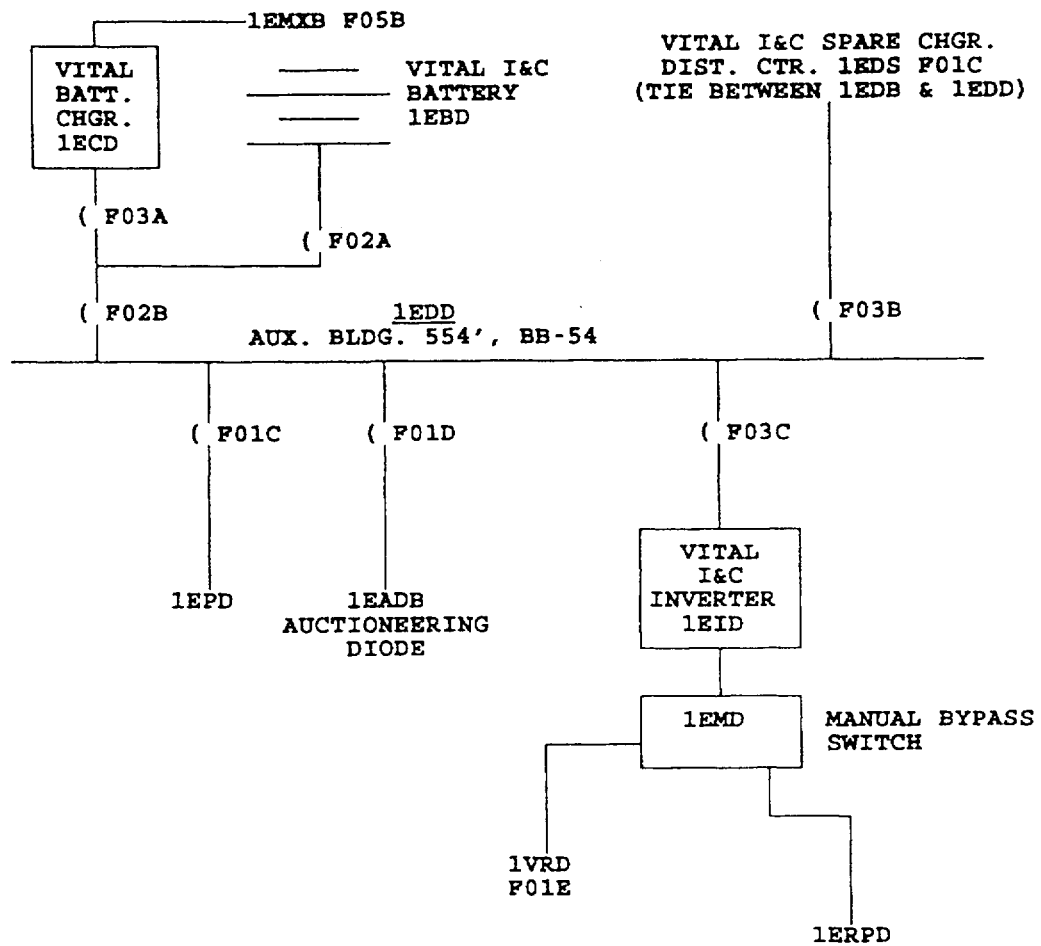 1EMXB F05B
VITAL
BATT.
CHGR.
1ECD
VITAL I&C
BATTERY
1EBD
VITAL I&C SPARE CHGR.
DIST. CTR. 1EDS F01C
(TIE BETWEEN 1EDB & 1EDD)
( F03A
( F02A
( F02B
1EDD
AUX. BLDG. 554', BB-54
( F03B
( F01C
( F01D
( F03C
1EPD
1EADB
AUCTIONEERING
DIODE
VITAL
I&C
INVERTER
1EID
1EMD
MANUAL BYPASS
SWITCH
1VRD
F01E
1ERPD